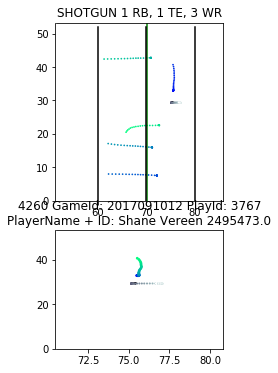 SHOTGUN 1 RB, 1 TE, 3 WR
50
40
30
20
10
0
60 70 80
4260 GameId: 2017091012 PlayId: 3767
PlayerName + ID: Shane Vereen 2495473.0
40
20
0
72.5 75.0 77.5 80.0